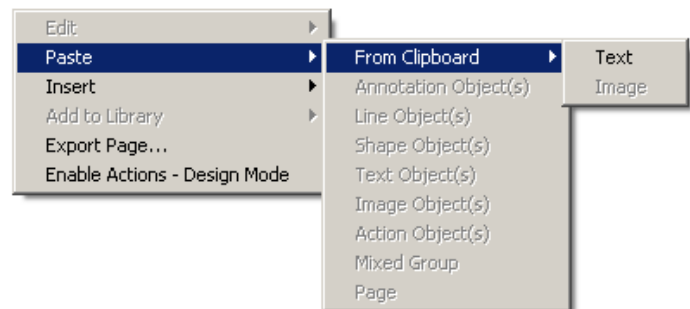 Edit
Paste
Insert
Add to Library
Export Page...
Enable Actions - Design Mode
From Clipboard
Annotation Object(s)
Line Object(s)
Shape Object(s)
Text Object(s)
Image Object(s)
Action Object(s)
Mixed Group
Page
Text
Image